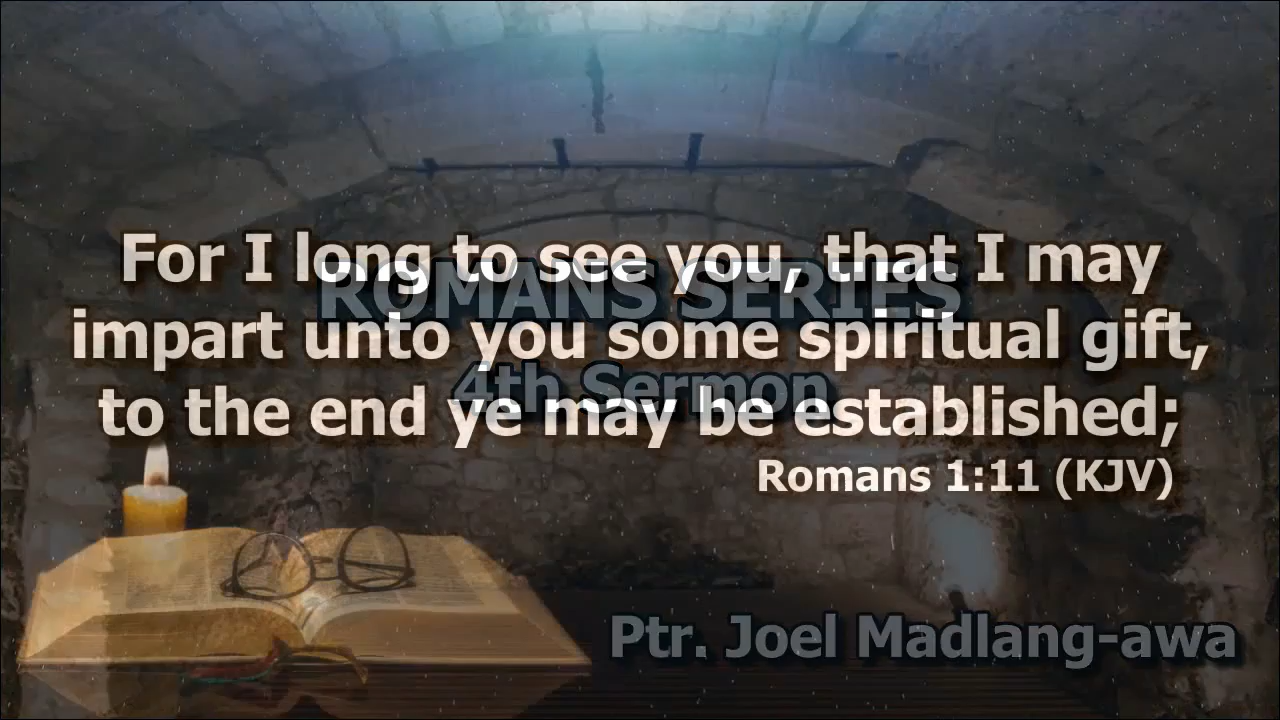 For I long to see you, that I may
ROMANS SERIES
impart unto you some spiritual gift,
4th Sermon
to the end ye may be established;
Romans 1:11 (KJV)
Ptr. Joel Madlang-awa